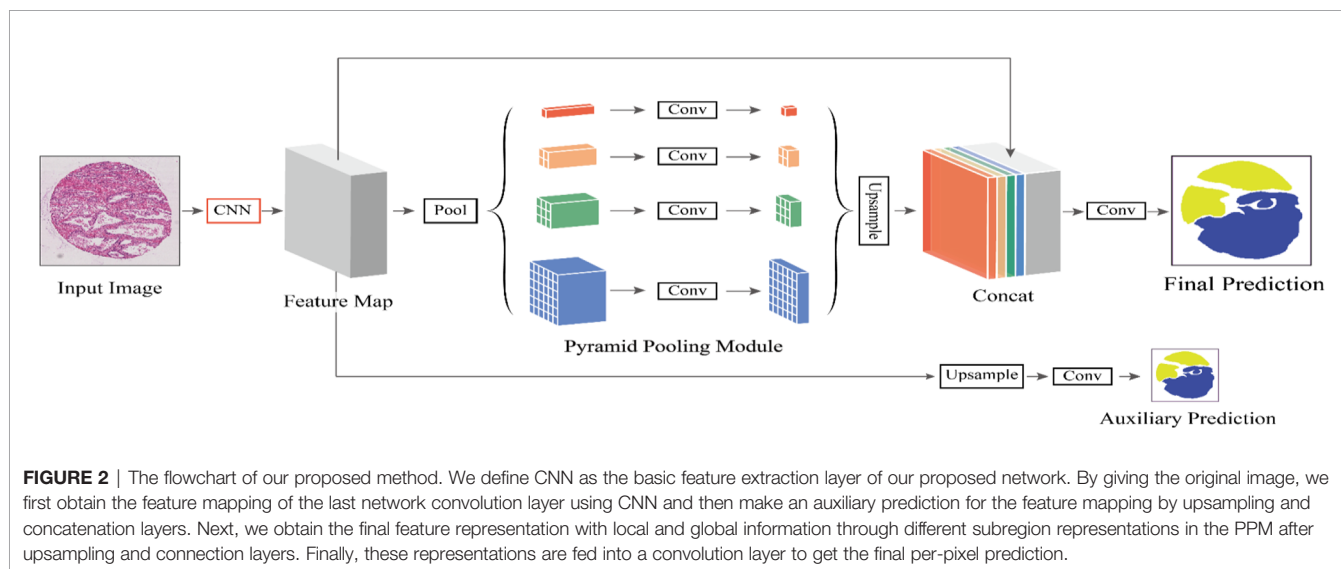 Conv
Conv
Conv
Conv
CNN
Pool
Upsample
Conv
Input Image
Feature Map
Pyramid Pooling Module
Concat
Final Prediction
Upsample
Conv
Auxiliary Prediction
FIGURE 2 | The flowchart of our proposed method. We define CNN as the basic feature extraction layer of our proposed network. By giving the original image, we
first obtain the feature mapping of the last network convolution layer using CNN and then make an auxiliary prediction for the feature mapping by upsampling and
concatenation layers. Next, we obtain the final feature representation with local and global information through different subregion representations in the PPM after
upsampling and connection layers. Finally, these representations are fed into a convolution layer to get the final per-pixel prediction.